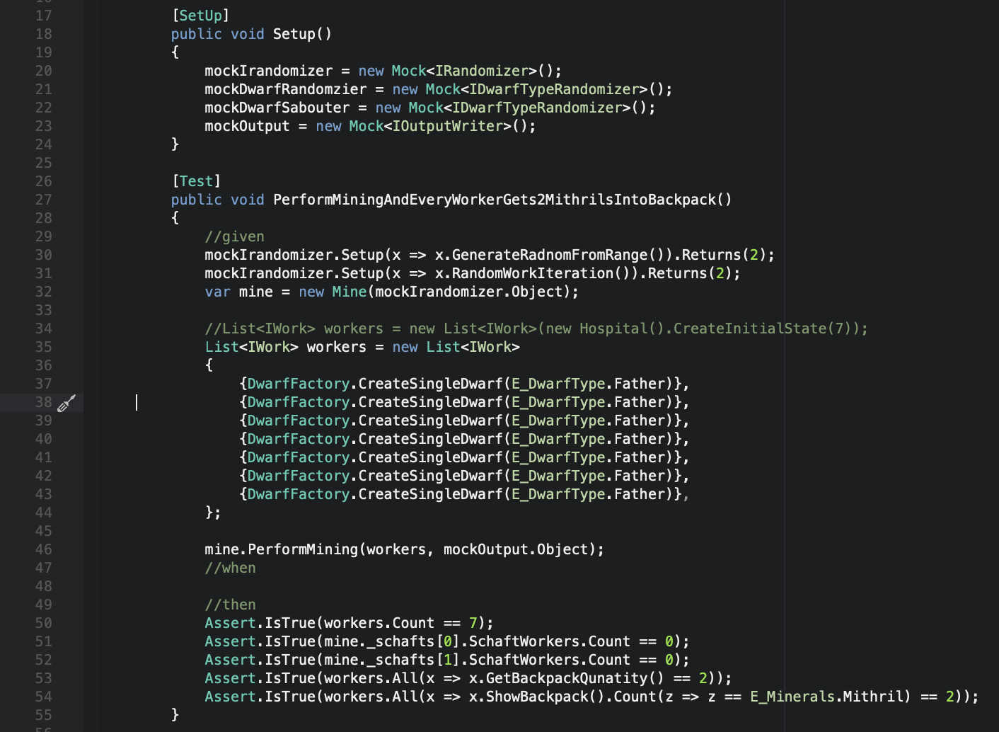 17 [SetUp]
18 public void Setup()
19 {
20 mockIrandomizer = new Mock<IRandomizer>();
21 mockDwarfRandomzier = new Mock<IDwarfTypeRandomizer>();
22 mockDwarfSabouter = new Mock<IDwarfTypeRandomizer>();
23 mockOutput = new Mock<IOutputWriter>();
24 }
25
26 [Test]
27 public void PerformMiningAndEveryWorkerGets2MithrilsIntoBackpack()
28 {
29 //given
30 mockIrandomizer.Setup(x => x.GenerateRadnomFromRange()).Returns(2);
31 mockIrandomizer.Setup(x => x.RandomWorkIteration()).Returns(2);
32 var mine = new Mine(mockIrandomizer.Object);
33
34 //List<IWork> workers = new List<IWork>(new Hospital().CreateInitialState(7));
35 List<IWork> workers = new List<IWork>
36 {
37 {DwarfFactory.CreateSingleDwarf(E_DwarfType.Father)},
38 {DwarfFactory.CreateSingleDwarf(E_DwarfType.Father)},
39 {DwarfFactory.CreateSingleDwarf(E_DwarfType.Father)},
40 {DwarfFactory.CreateSingleDwarf(E_DwarfType.Father)},
41 {DwarfFactory.CreateSingleDwarf(E_DwarfType.Father)},
42 {DwarfFactory.CreateSingleDwarf(E_DwarfType.Father)},
43 {DwarfFactory.CreateSingleDwarf(E_DwarfType.Father)},
44 };
45
46 mine.PerformMining(workers, mockOutput.Object);
47 //when
48
49 //then
50 Assert.IsTrue(workers.Count == 7);
51 Assert.IsTrue(mine._schafts[0].SchaftWorkers.Count == 0);
52 Assert.IsTrue(mine._schafts[1].SchaftWorkers.Count == 0);
53 Assert.IsTrue(workers.All(x => x.GetBackpackQunatity() == 2));
54 Assert.IsTrue(workers.All(x => x.ShowBackpack().Count(z => z == E_Minerals.Mithril) == 2));
55 }